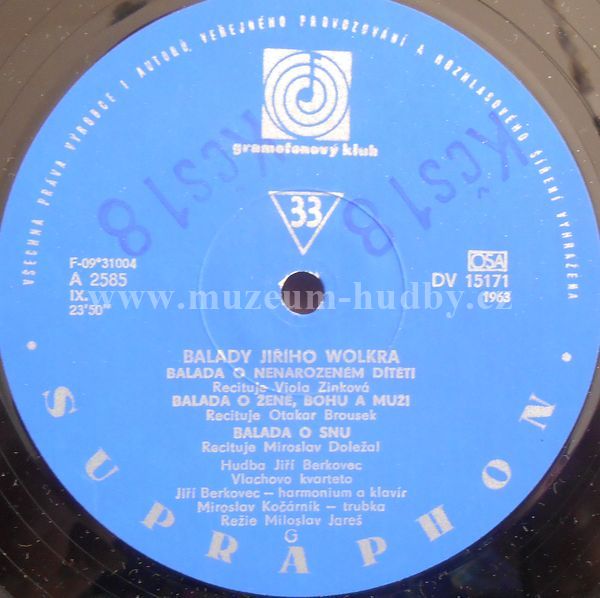 VŠECHNA PRÁVA VÝROBCE I AUTORŮ VEŘEJNÉHO PROVOZOVÁNÍ A ROZHLASOVÉHO ŠÍŘENÍ VYHRAŽENA
gramofonový klub
Kčs18
Kčs18
33
F-09*31004
A 2585
IX.
23'50"
OSA
DV 15171
1963
www.muzeum-hudby.cz
BALADY JIŘÍHO WOLKRA
BALADA O NENAROZENÉM DÍTĚTI
Recituje Viola Zinková
BALADA O ŽENĚ, BOHU A MUŽI
Recituje Otakar Brousek
BALADA O SNU
Recituje Miroslav Doležal
Hudba Jiří Berkovec
Vlachovo kvarteto
Jiří Berkovec – harmonium a klavír
Miroslav Kočárník – trubka
Režie Miloslav Jareš
G
• SUPRAPHON •